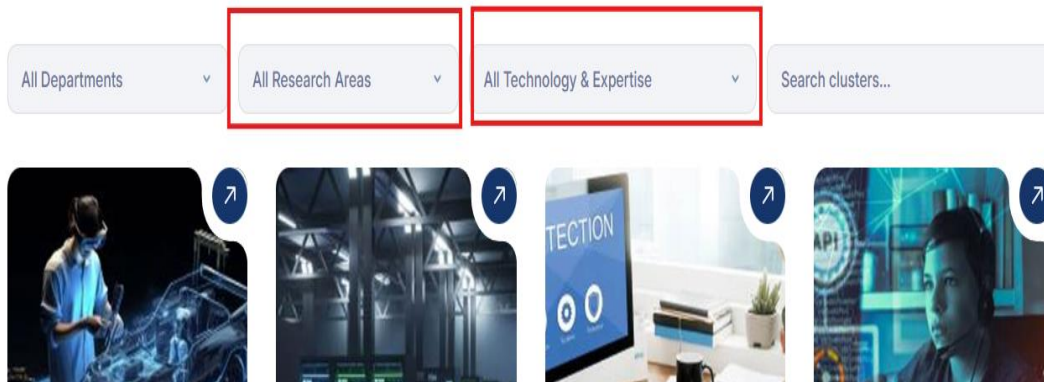 All Departments
All Research Areas
All Technology & Expertise
Search clusters...
TECTION
API